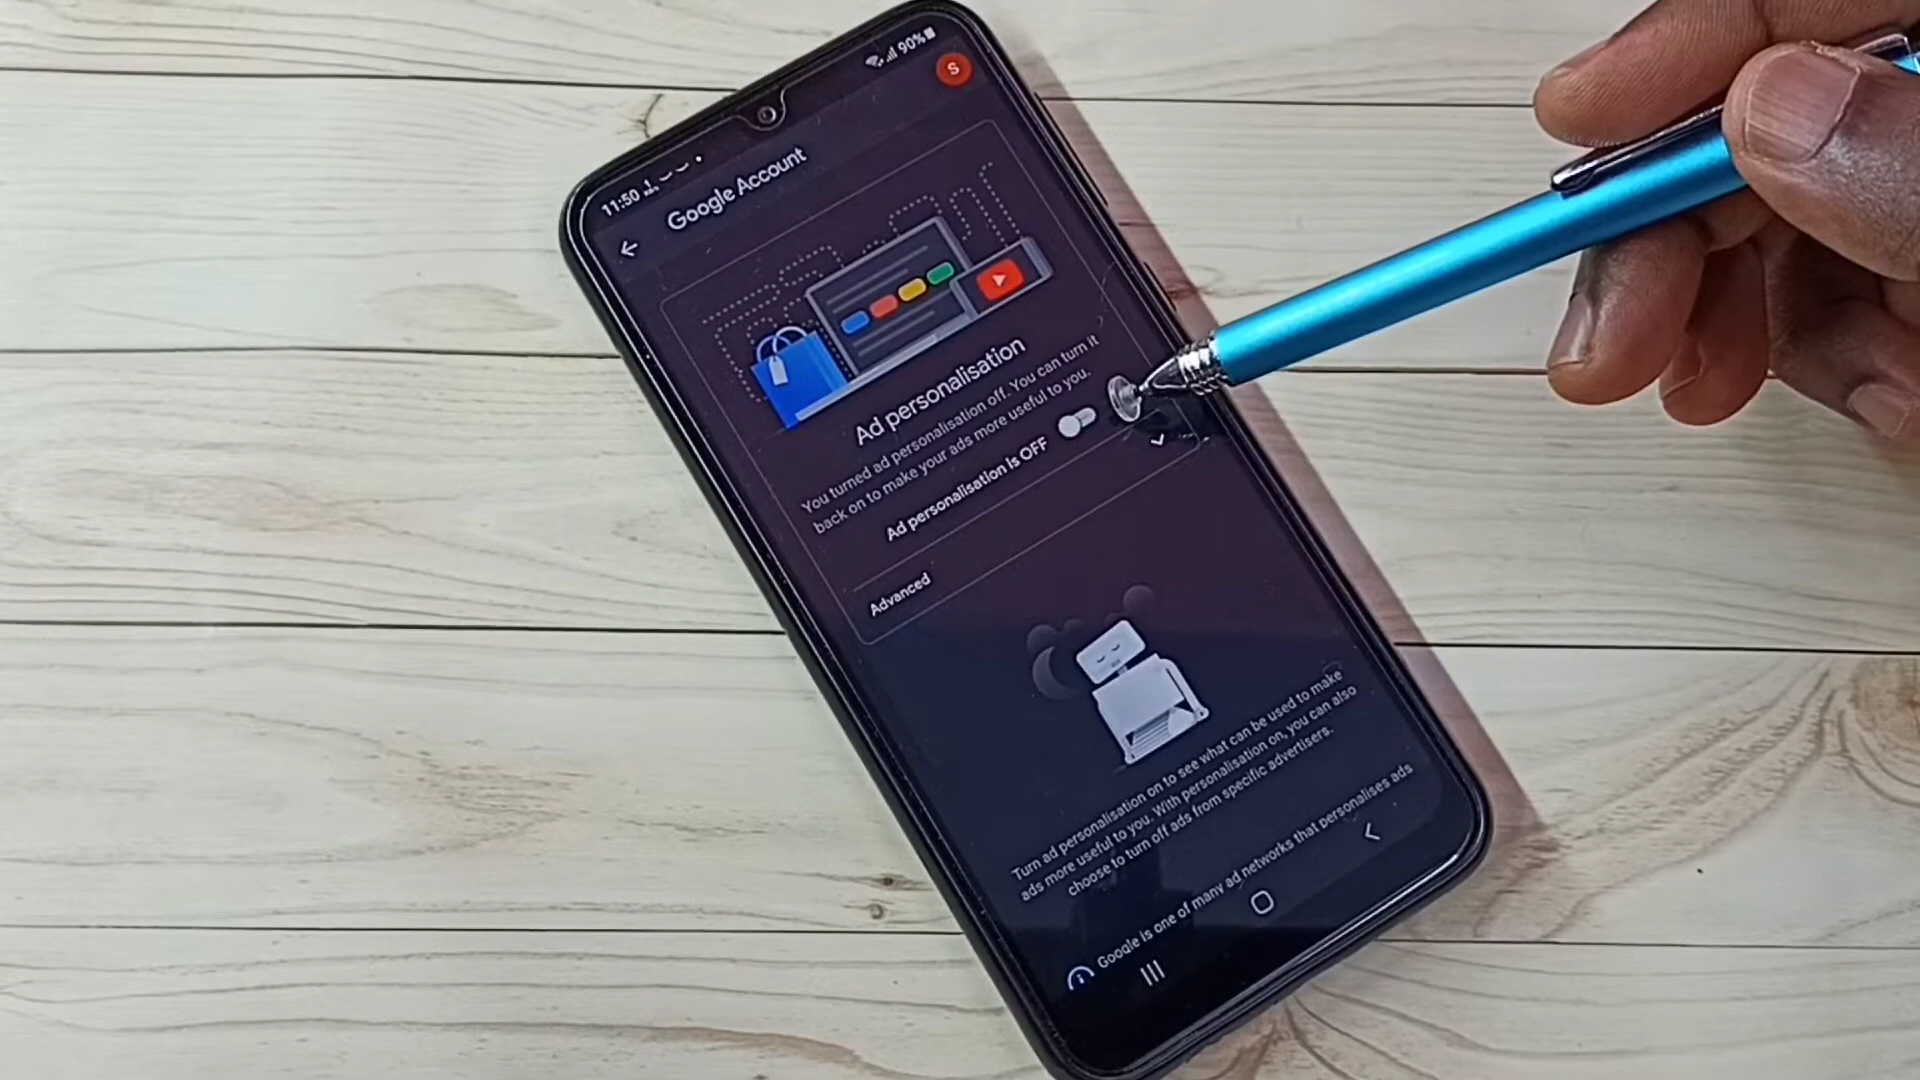 11:50
90%
S
Google Account
Ad personalisation
You turned ad personalisation off. You can turn it
back on to make your ads more useful to you.
Ad personalisation is OFF
Advanced
Turn ad personalisation on to see what can be used to make
ads more useful to you. With personalisation on, you can also
choose to turn off ads from specific advertisers.
Google is one of many ad networks that personalises ads